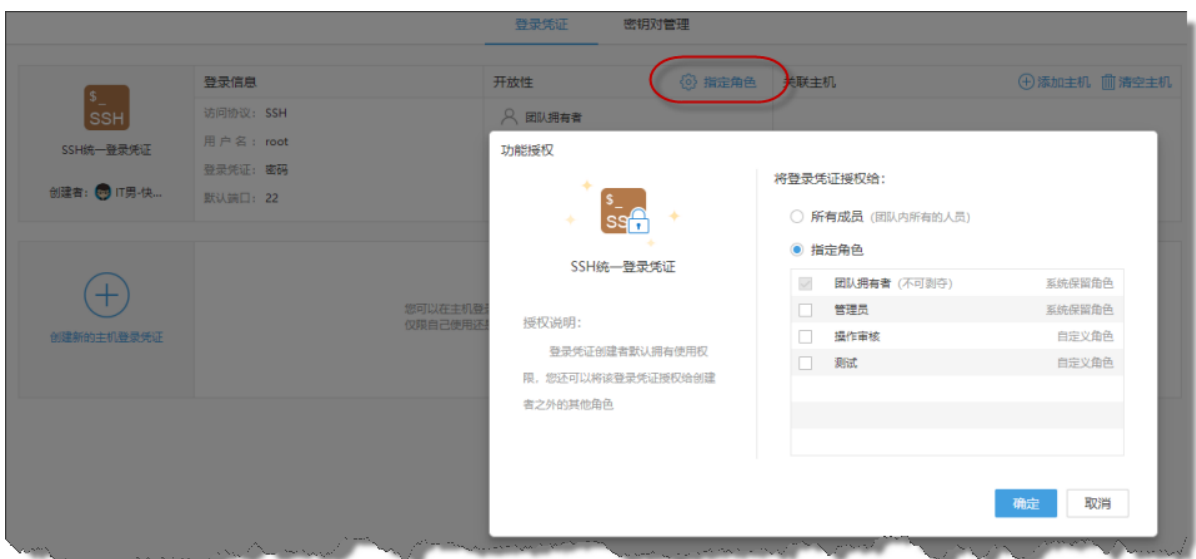 登录凭证 密钥对管理
$_
SSH
SSH统一登录凭证
创建者: IT男-快...
登录信息
访问协议: SSH
用 户 名: root
登录凭证: 密码
默认端口: 22
开放性 指定角色
团队拥有者
关联主机 添加主机 清空主机
创建新的主机登录凭证
您可以在主机登
仅限自己使用还
功能授权
$_
SS
SSH统一登录凭证
授权说明:
登录凭证创建者默认拥有使用权
限，您还可以将该登录凭证授权给创建
者之外的其他角色
将登录凭证授权给:
所有成员 (团队内所有的人员)
指定角色
团队拥有者 (不可剥夺) 系统保留角色
管理员 系统保留角色
操作审核 自定义角色
测试 自定义角色
确定 取消